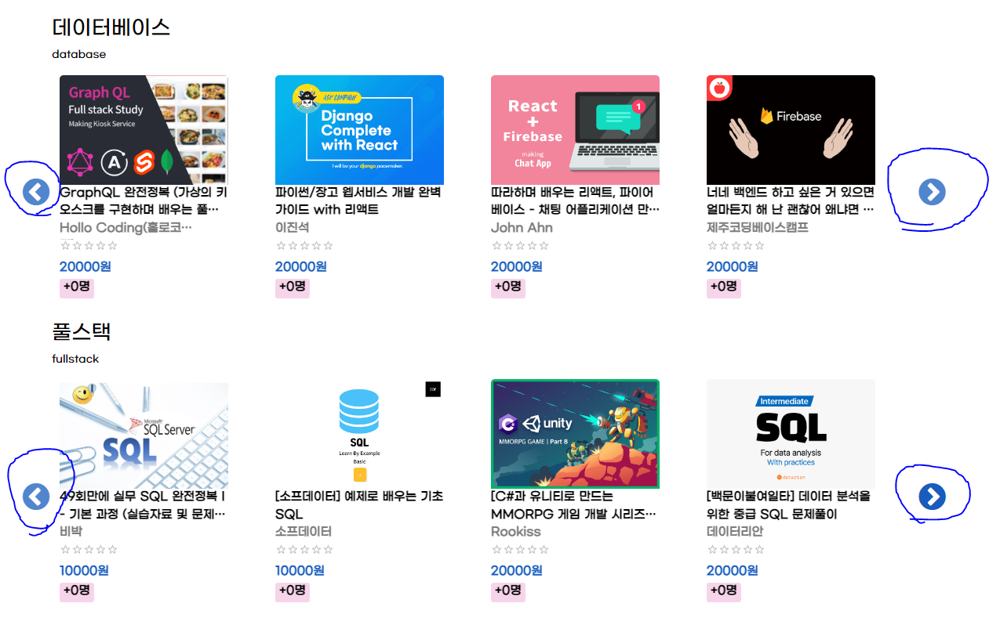 데이터베이스
database
Graph QL
Full stack Study
Making Kiosk Service
A
ASK COMPANY
Django
Complete
with React
I will be your django pacemaker.
React
+
Firebase
making
Chat App
1
Firebase
GraphQL 완전정복 (가상의 키
오스크를 구현하며 배우는 풀…
Hollo Coding(홀로코…
20000원
+0명
파이썬/장고 웹서비스 개발 완벽
가이드 with 리액트
이진석
20000원
+0명
따라하며 배우는 리액트, 파이어
베이스 - 채팅 어플리케이션 만…
John Ahn
20000원
+0명
너네 백엔드 하고 싶은 거 있으면
얼마든지 해 난 괜찮어 왜냐면 …
제주코딩베이스캠프
20000원
+0명
풀스택
fullstack
Microsoft
SQL Server
SQL
SQL
Learn By Example
Basic
unity
MMORPG GAME | Part 8
Intermediate
SQL
For data analysis
With practices
datarian
49회만에 실무 SQL 완전정복 I
- 기본 과정 (실습자료 및 문제…
비박
10000원
+0명
[소프데이터] 예제로 배우는 기초
SQL
소프데이터
10000원
+0명
[C#과 유니티로 만드는
MMORPG 게임 개발 시리즈…
Rookiss
20000원
+0명
[백문이불여일타] 데이터 분석을
위한 중급 SQL 문제풀이
데이터리안
20000원
+0명